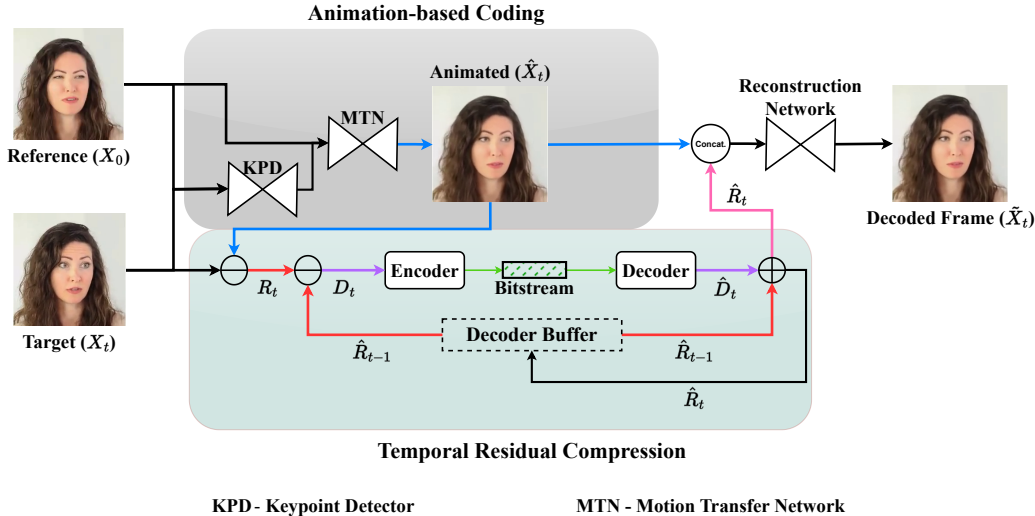 Animation-based Coding
Reference (X₀)
MTN
KPD
Animated (X̂ₜ)
Concat.
Reconstruction
Network
Decoded Frame (X̃ₜ)
R̂ₜ
Target (Xₜ)
Rₜ
Dₜ
Encoder
Bitstream
Decoder
D̂ₜ
R̂ₜ₋₁
Decoder Buffer
R̂ₜ₋₁
R̂ₜ
Temporal Residual Compression
KPD - Keypoint Detector
MTN - Motion Transfer Network